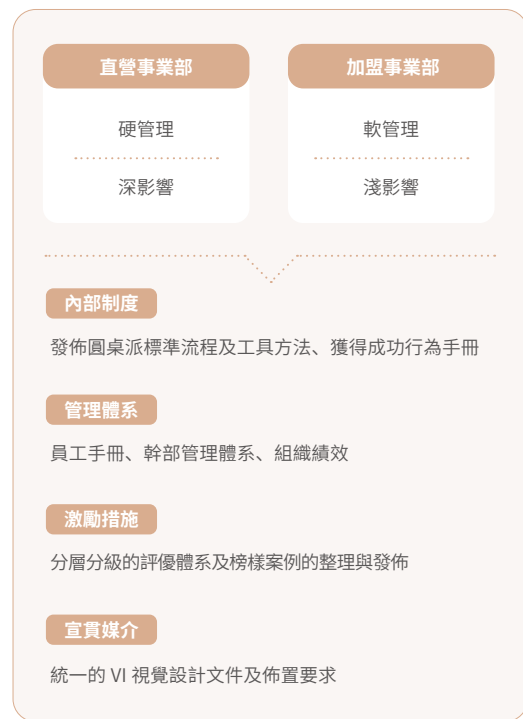 直營事業部
硬管理
深影響
加盟事業部
軟管理
淺影響
內部制度
發佈圓桌派標準流程及工具方法、獲得成功行為手冊
管理體系
員工手冊、幹部管理體系、組織績效
激勵措施
分層分級的評優體系及榜樣案例的整理與發佈
宣貫媒介
統一的 VI 視覺設計文件及佈置要求